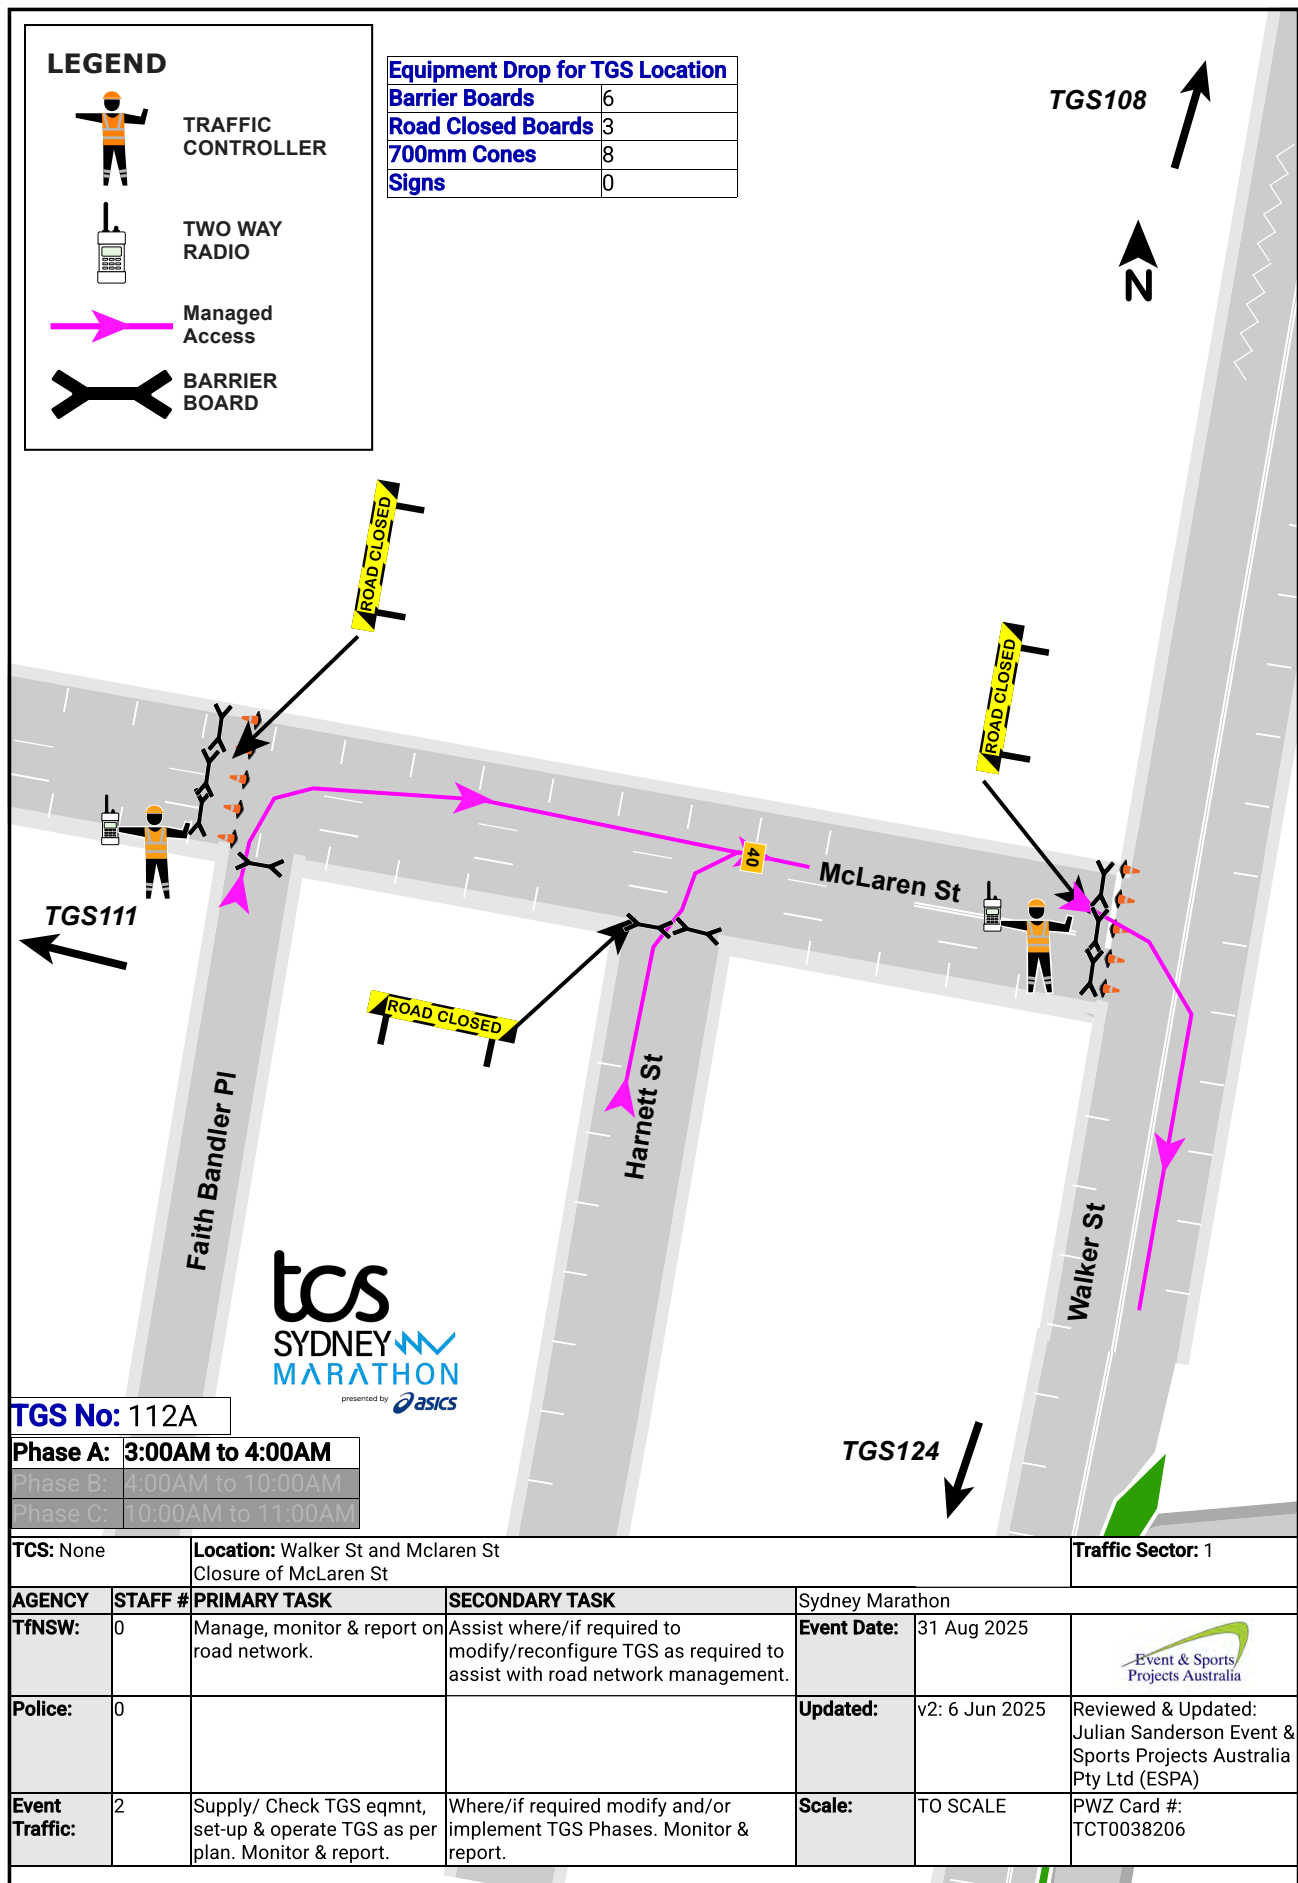 LEGEND
TRAFFIC
CONTROLLER
TWO WAY
RADIO
Managed
Access
BARRIER
BOARD
Equipment Drop for TGS Location
Barrier Boards 6
Road Closed Boards 3
700mm Cones 8
Signs 0
TGS108
N
ROAD CLOSED
ROAD CLOSED
40
McLaren St
TGS111
ROAD CLOSED
Harnett St
Faith Bandler Pl
Walker St
tcs
SYDNEY
MARATHON
presented by asics
TGS No: 112A
TGS124
Phase A: 3:00AM to 4:00AM
Phase B: 4:00AM to 10:00AM
Phase C: 10:00AM to 11:00AM
TCS: None
Location: Walker St and Mclaren St
Closure of McLaren St
Traffic Sector: 1
AGENCY STAFF # PRIMARY TASK SECONDARY TASK Sydney Marathon
TfNSW: 0
Manage, monitor & report on
road network.
Assist where/if required to
modify/reconfigure TGS as required to
assist with road network management.
Event Date: 31 Aug 2025
Event & Sports
Projects Australia
Police: 0
Updated: v2: 6 Jun 2025
Reviewed & Updated:
Julian Sanderson Event &
Sports Projects Australia
Pty Ltd (ESPA)
Event
Traffic:
2
Supply/ Check TGS eqmnt,
set-up & operate TGS as per
plan. Monitor & report.
Where/if required modify and/or
implement TGS Phases. Monitor &
report.
Scale: TO SCALE
PWZ Card #:
TCT0038206